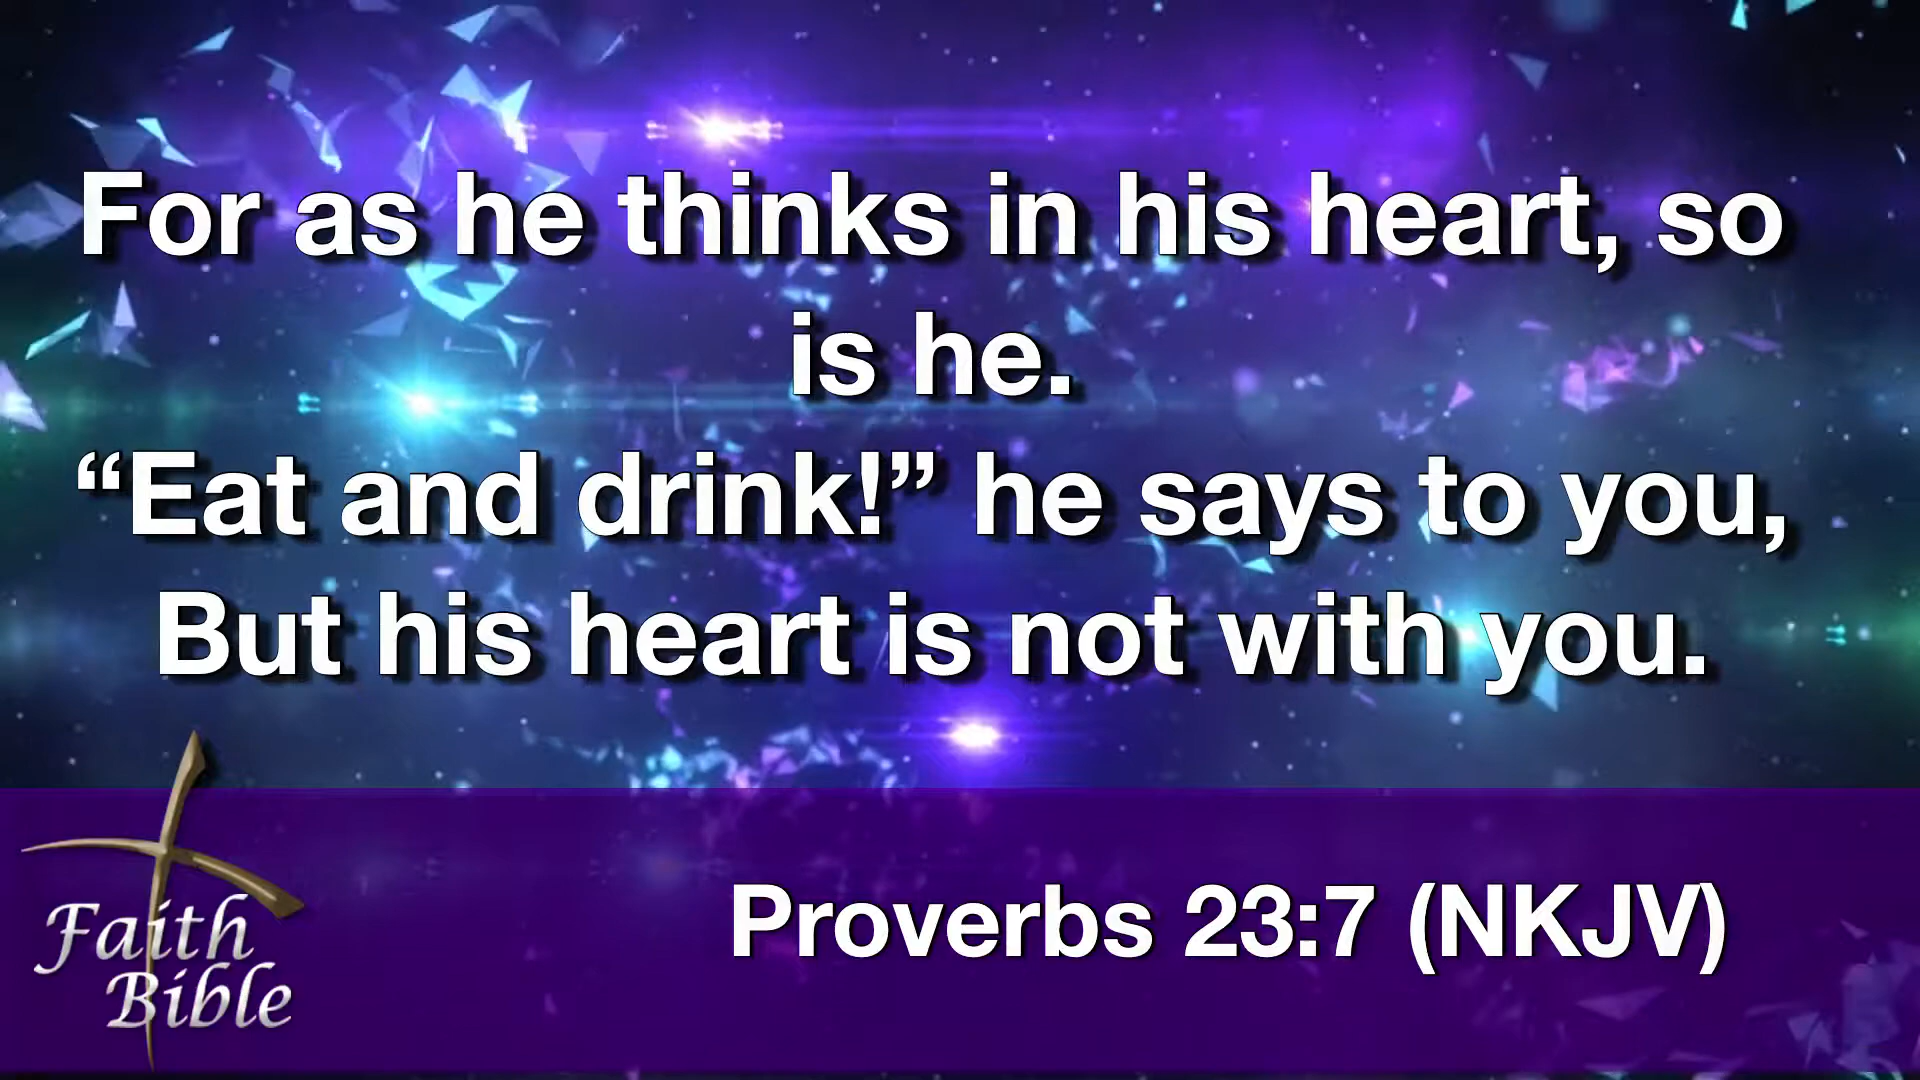 For as he thinks in his heart, so
is he.
“Eat and drink!” he says to you,
But his heart is not with you.
Proverbs 23:7 (NKJV)
Faith
Bible